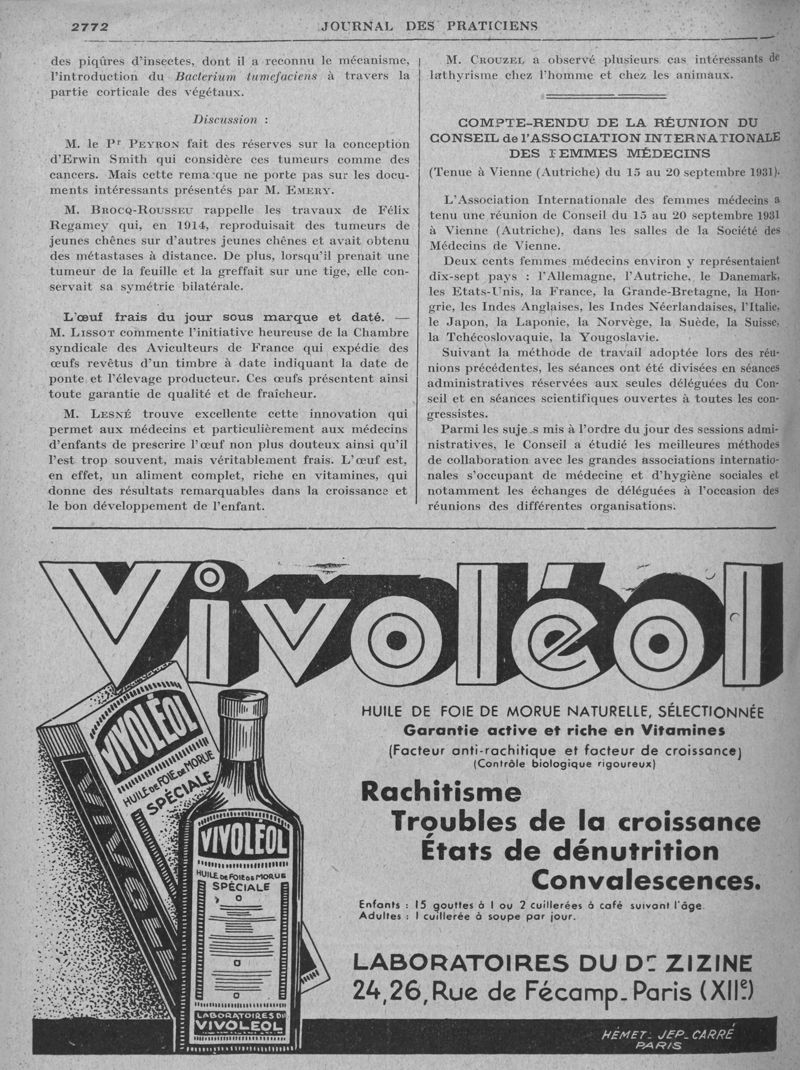 2772
JOURNAL DES PRATICIENS
des piqûres d'insectes, dont il a reconnu le mécanisme,
l'introduction du Bacterium tumefaciens à travers la
partie corticale des végétaux.
Discussion :
M. le Pr PEYRON fait des réserves sur la conception
d'Erwin Smith qui considère ces tumeurs comme des
cancers. Mais cette remarque ne porte pas sur les docu-
ments intéressants présentés par M. EMERY.
M. BROCQ-ROUSSEU rappelle les travaux de Félix
Regamey qui, en 1914, reproduisait des tumeurs de
jeunes chênes sur d'autres jeunes chênes et avait obtenu
des métastases à distance. De plus, lorsqu'il prenait une
tumeur de la feuille et la greffait sur une tige, elle con-
servait sa symétrie bilatérale.
L'œuf frais du jour sous marque et daté. —
M. LISSOT commente l'initiative heureuse de la Chambre
syndicale des Aviculteurs de France qui expédie des
œufs revêtus d'un timbre à date indiquant la date de
ponte et l'élevage producteur. Ces œufs présentent ainsi
toute garantie de qualité et de fraîcheur.
M. LESNÉ trouve excellente cette innovation qui
permet aux médecins et particulièrement aux médecins
d'enfants de prescrire l'œuf non plus douteux ainsi qu'il
l'est trop souvent, mais véritablement frais. L'œuf est,
en effet, un aliment complet, riche en vitamines, qui
donne des résultats remarquables dans la croissance et
le bon développement de l'enfant.
M. CROUZEL a observé plusieurs cas intéressants de
lathyrisme chez l'homme et chez les animaux.
COMPTE-RENDU DE LA RÉUNION DU
CONSEIL de l'ASSOCIATION INTERNATIONALE
DES FEMMES MÉDECINS
(Tenue à Vienne (Autriche) du 15 au 20 septembre 1931).
L'Association Internationale des femmes médecins a
tenu une réunion de Conseil du 15 au 20 septembre 1931
à Vienne (Autriche), dans les salles de la Société des
Médecins de Vienne.
Deux cents femmes médecins environ y représentaient
dix-sept pays : l'Allemagne, l'Autriche, le Danemark,
les Etats-Unis, la France, la Grande-Bretagne, la Hon-
grie, les Indes Anglaises, les Indes Néerlandaises, l'Italie,
le Japon, la Laponie, la Norvège, la Suède, la Suisse,
la Tchécoslovaquie, la Yougoslavie.
Suivant la méthode de travail adoptée lors des réu-
nions précédentes, les séances ont été divisées en séances
administratives réservées aux seules déléguées du Con-
seil et en séances scientifiques ouvertes à toutes les con-
gressistes.
Parmi les sujets mis à l'ordre du jour des sessions admi-
nistratives, le Conseil a étudié les meilleures méthodes
de collaboration avec les grandes associations internatio-
nales s'occupant de médecine et d'hygiène sociales et
notamment les échanges de déléguées à l'occasion des
réunions des différentes organisations.
Vivoléol
HUILE DE FOIE DE MORUE NATURELLE, SÉLECTIONNÉE
Garantie active et riche en Vitamines
(Facteur anti-rachitique et facteur de croissance)
(Contrôle biologique rigoureux)
Rachitisme
Troubles de la croissance
États de dénutrition
Convalescences.
Enfants : 15 gouttes à 1 ou 2 cuillerées à café suivant l'âge.
Adultes : 1 cuillerée à soupe par jour.
LABORATOIRES DU Dr ZIZINE
24,26, Rue de Fécamp - Paris (XIIe)
VIVOLÉOL
HUILE DE FOIE DE MORUE
SPÉCIALE
VIVOLÉ
VIVOLÉOL
HUILE DE FOIE DE MORUE
SPÉCIALE
LABORATOIRES DU
VIVOLEOL
HÉMET - JEP - CARRÉ
PARIS